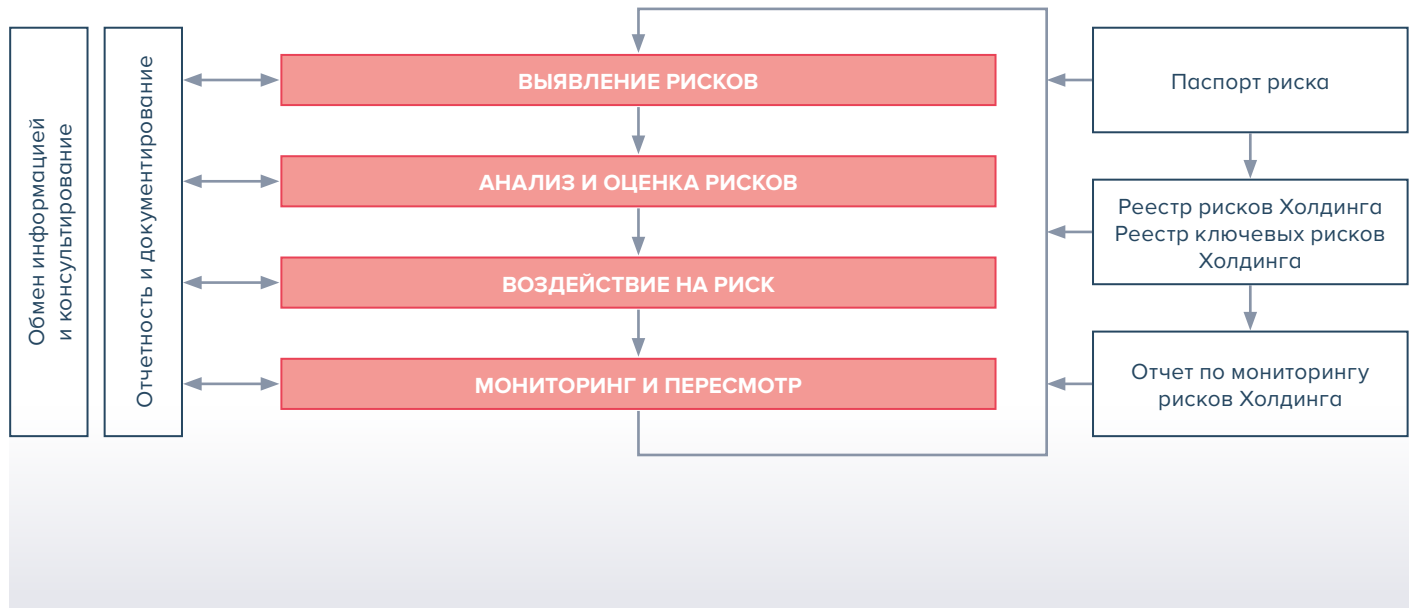 Обмен информацией
и консультирование
Отчетность и документирование
ВЫЯВЛЕНИЕ РИСКОВ
АНАЛИЗ И ОЦЕНКА РИСКОВ
ВОЗДЕЙСТВИЕ НА РИСК
МОНИТОРИНГ И ПЕРЕСМОТР
Паспорт риска
Реестр рисков Холдинга
Реестр ключевых рисков
Холдинга
Отчет по мониторингу
рисков Холдинга